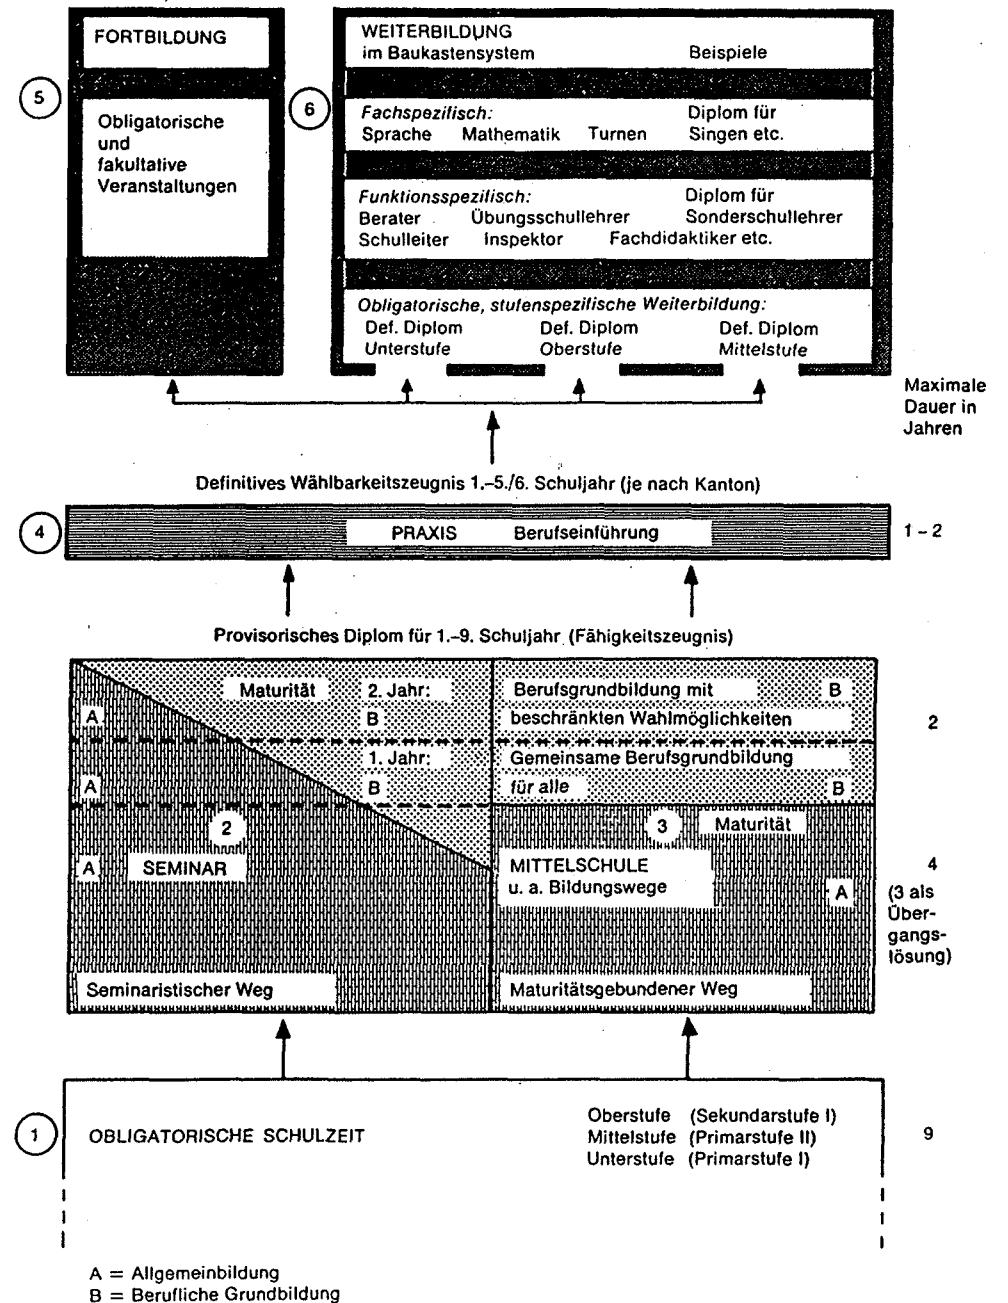 FORTBILDUNG
5
Obligatorische
und
fakultative
Veranstaltungen
6
WEITERBILDUNG
im Baukastensystem Beispiele
Fachspezifisch: Diplom für
Sprache Mathematik Turnen Singen etc.
Funktionsspezifisch: Diplom für
Berater Übungsschullehrer Sonderschullehrer
Schulleiter Inspektor Fachdidaktiker etc.
Obligatorische, stufenspezifische Weiterbildung:
Def. Diplom Def. Diplom Def. Diplom
Unterstufe Oberstufe Mittelstufe
Maximale
Dauer in
Jahren
Definitives Wählbarkeitszeugnis 1.–5./6. Schuljahr (je nach Kanton)
4 PRAXIS Berufseinführung 1 – 2
Provisorisches Diplom für 1.–9. Schuljahr (Fähigkeitszeugnis)
Maturität 2. Jahr:
A B
1. Jahr:
A B
2
A SEMINAR
Seminaristischer Weg
Berufsgrundbildung mit B
beschränkten Wahlmöglichkeiten 2
Gemeinsame Berufsgrundbildung
für alle B
3 Maturität
MITTELSCHULE
u. a. Bildungswege
A
4
(3 als
Über-
gangs-
lösung)
Maturitätsgebundener Weg
1 OBLIGATORISCHE SCHULZEIT
Oberstufe (Sekundarstufe I)
Mittelstufe (Primarstufe II)
Unterstufe (Primarstufe I)
9
A = Allgemeinbildung
B = Berufliche Grundbildung